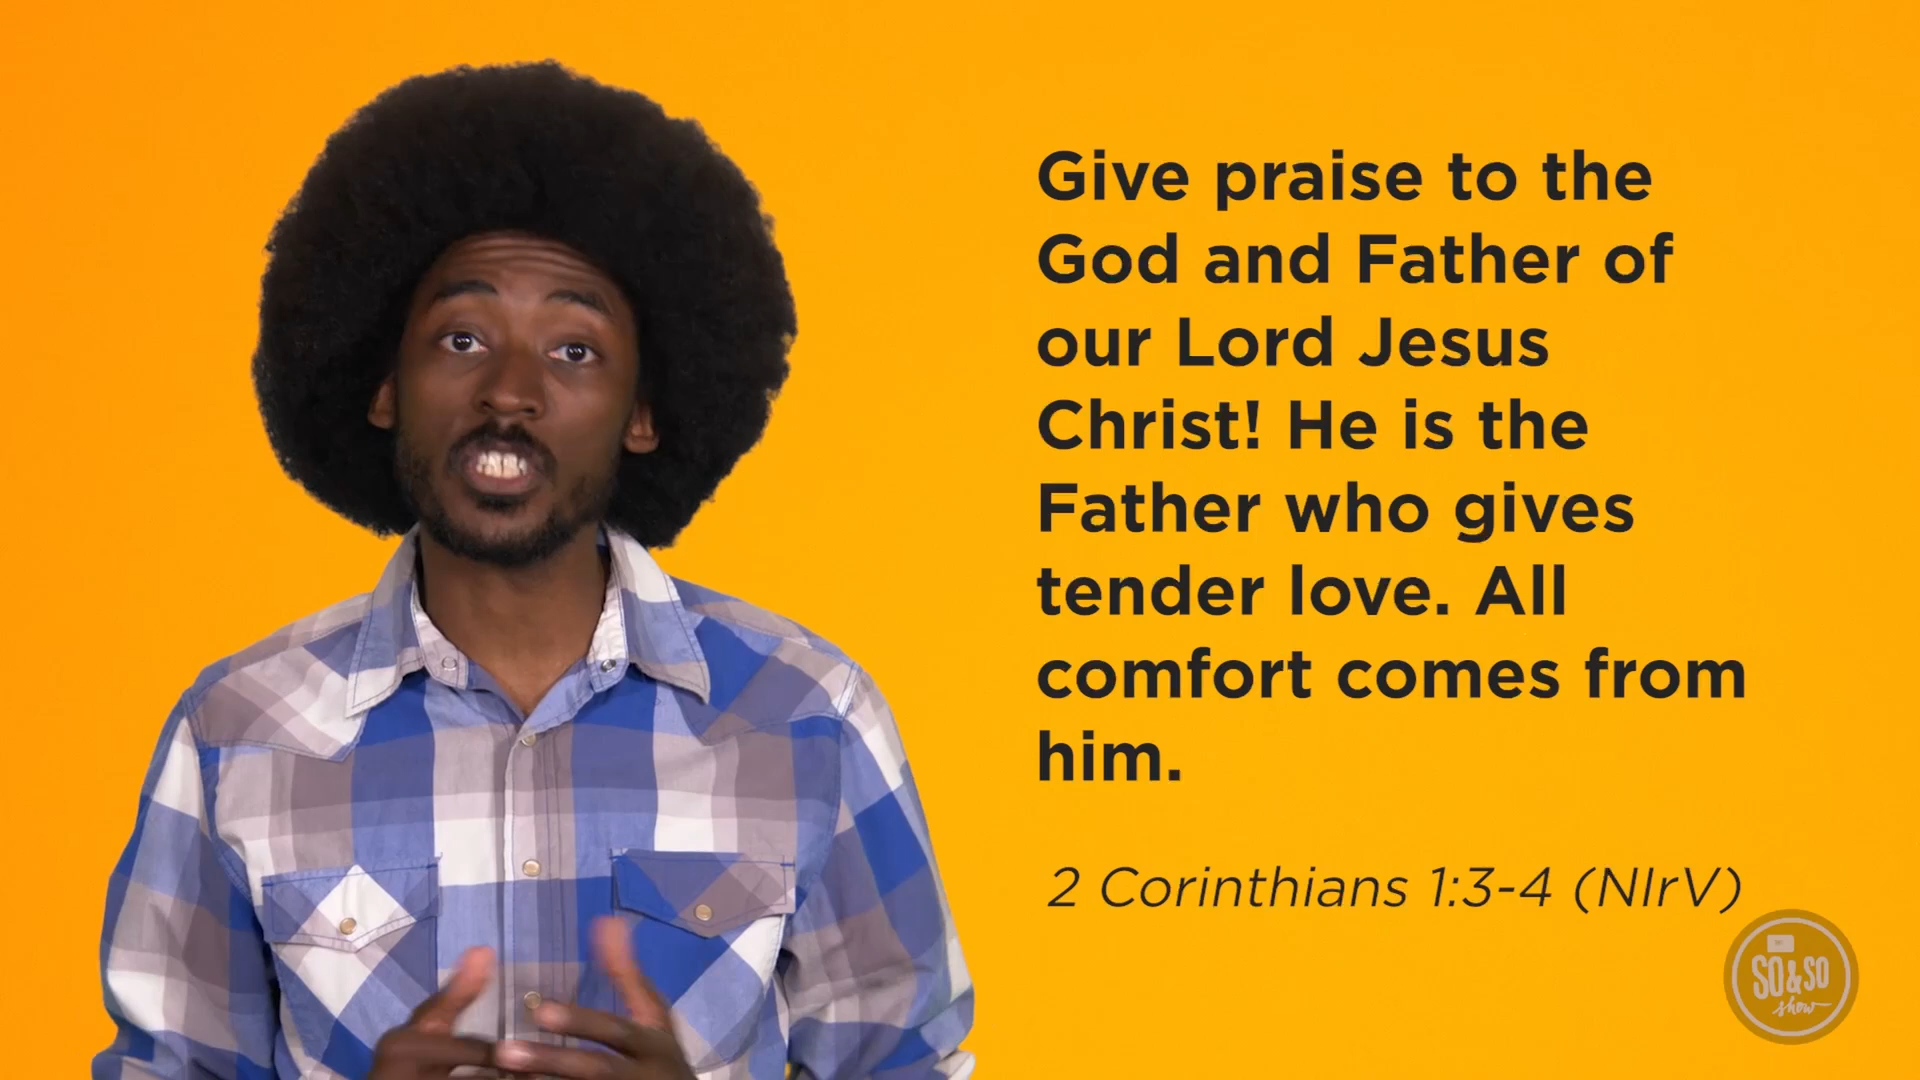 Give praise to the
God and Father of
our Lord Jesus
Christ! He is the
Father who gives
tender love. All
comfort comes from
him.
2 Corinthians 1:3-4 (NIrV)
SO & SO
show